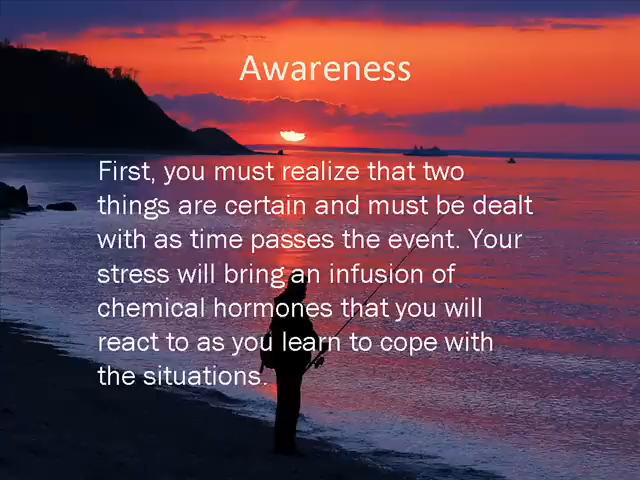 Awareness
First, you must realize that two
things are certain and must be dealt
with as time passes the event. Your
stress will bring an infusion of
chemical hormones that you will
react to as you learn to cope with
the situations.